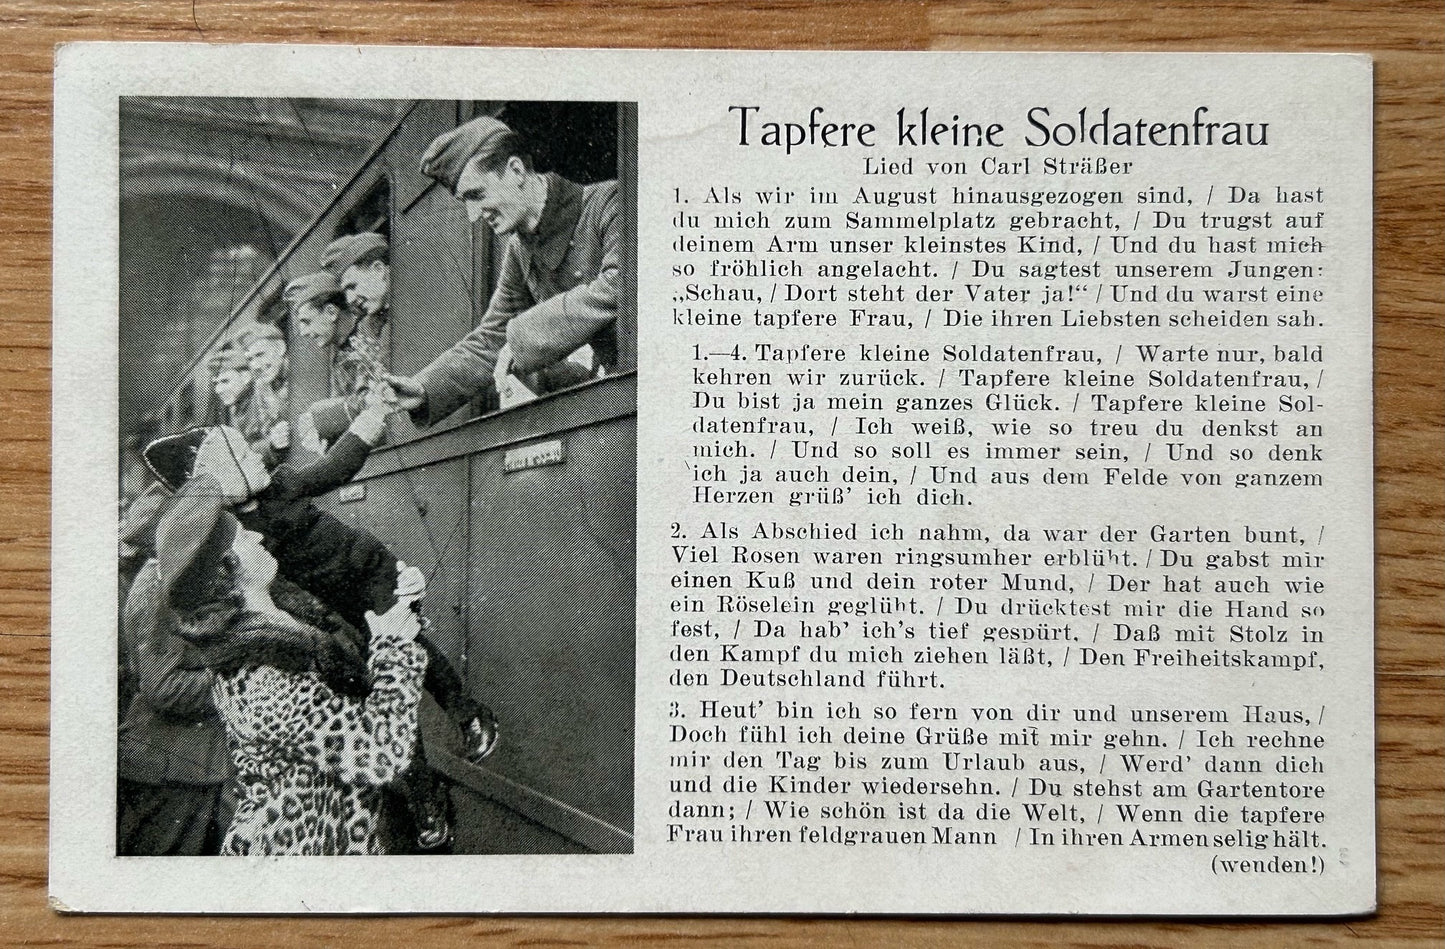 Tapfere kleine Soldatenfrau
Lied von Carl Sträßer
1. Als wir im August hinausgezogen sind, / Da hast
du mich zum Sammelplatz gebracht, / Du trugst auf
deinem Arm unser kleinstes Kind, / Und du hast mich
so fröhlich angelacht. / Du sagtest unserem Jungen:
„Schau, / Dort steht der Vater ja!“ / Und du warst eine
kleine tapfere Frau, / Die ihren Liebsten scheiden sah.
1.—4. Tapfere kleine Soldatenfrau, / Warte nur, bald
kehren wir zurück. / Tapfere kleine Soldatenfrau, /
Du bist ja mein ganzes Glück. / Tapfere kleine Sol-
datenfrau, / Ich weiß, wie so treu du denkst an
mich. / Und so soll es immer sein, / Und so denk
ich ja auch dein, / Und aus dem Felde von ganzem
Herzen grüß’ ich dich.
2. Als Abschied ich nahm, da war der Garten bunt, /
Viel Rosen waren ringsumher erblüht. / Du gabst mir
einen Kuß und dein roter Mund, / Der hat auch wie
ein Röselein geglüht. / Du drücktest mir die Hand so
fest, / Da hab’ ich’s tief gespürt. / Daß mit Stolz in
den Kampf du mich ziehen läßt, / Den Freiheitskampf,
den Deutschland führt.
3. Heut’ bin ich so fern von dir und unserem Haus, /
Doch fühl ich deine Grüße mit mir gehn. / Ich rechne
mir den Tag bis zum Urlaub aus, / Werd’ dann dich
und die Kinder wiedersehn. / Du stehst am Gartentore
dann; / Wie schön ist da die Welt, / Wenn die tapfere
Frau ihren feldgrauen Mann / In ihren Armen selig hält.
(wenden!)